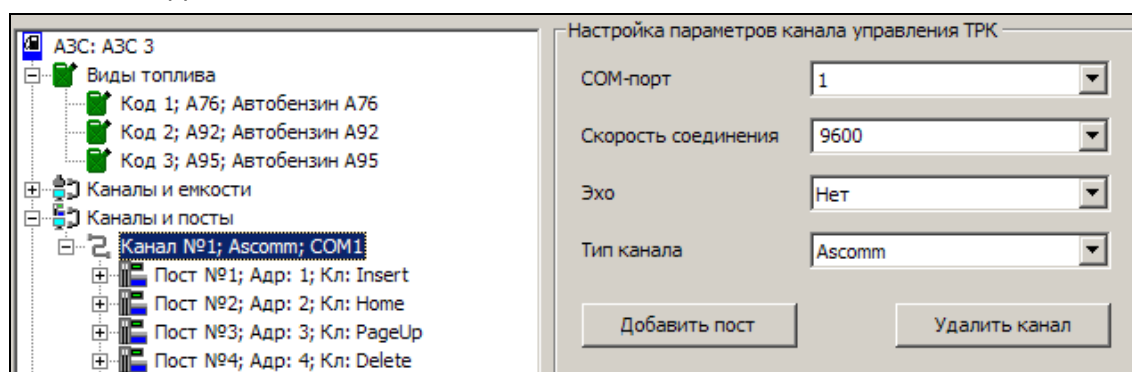 АЗС: АЗС 3
Виды топлива
Код 1; А76; Автобензин А76
Код 2; А92; Автобензин А92
Код 3; А95; Автобензин А95
Каналы и емкости
Каналы и посты
Канал №1; Ascomm; COM1
Пост №1; Адр: 1; Кл: Insert
Пост №2; Адр: 2; Кл: Home
Пост №3; Адр: 3; Кл: PageUp
Пост №4; Адр: 4; Кл: Delete
Настройка параметров канала управления ТРК
COM-порт 1
Скорость соединения 9600
Эхо Нет
Тип канала Ascomm
Добавить пост Удалить канал